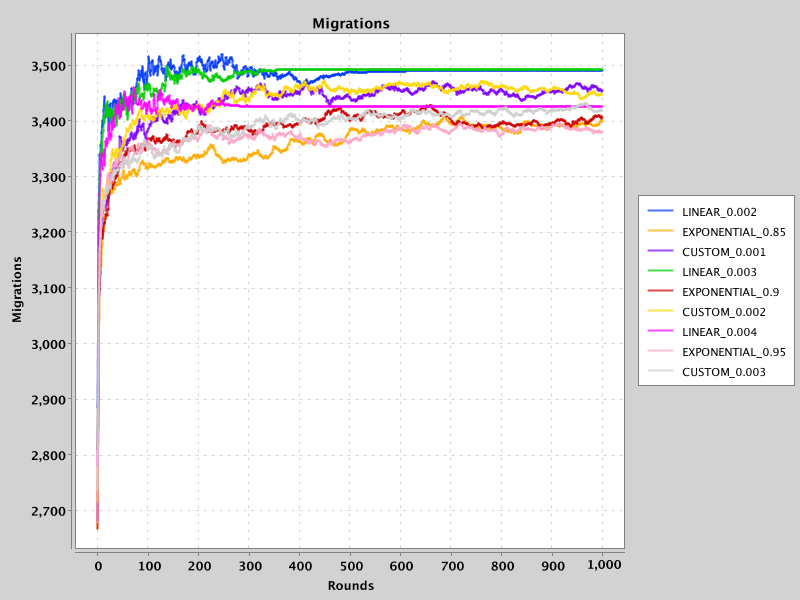 Migrations
3,500
3,400
3,300
3,200
3,100
3,000
2,900
2,800
2,700
Migrations
0 100 200 300 400 500 600 700 800 900 1,000
Rounds
LINEAR_0.002
EXPONENTIAL_0.85
CUSTOM_0.001
LINEAR_0.003
EXPONENTIAL_0.9
CUSTOM_0.002
LINEAR_0.004
EXPONENTIAL_0.95
CUSTOM_0.003